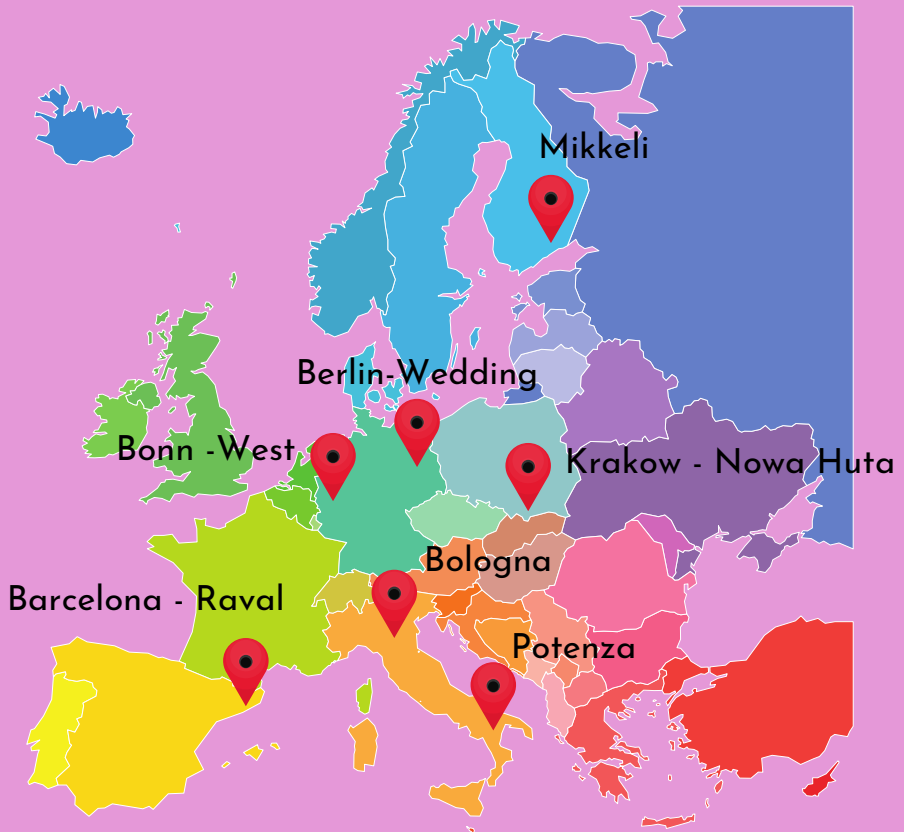 Mikkeli
Berlin-Wedding
Bonn -West
Krakow - Nowa Huta
Bologna
Barcelona - Raval
Potenza